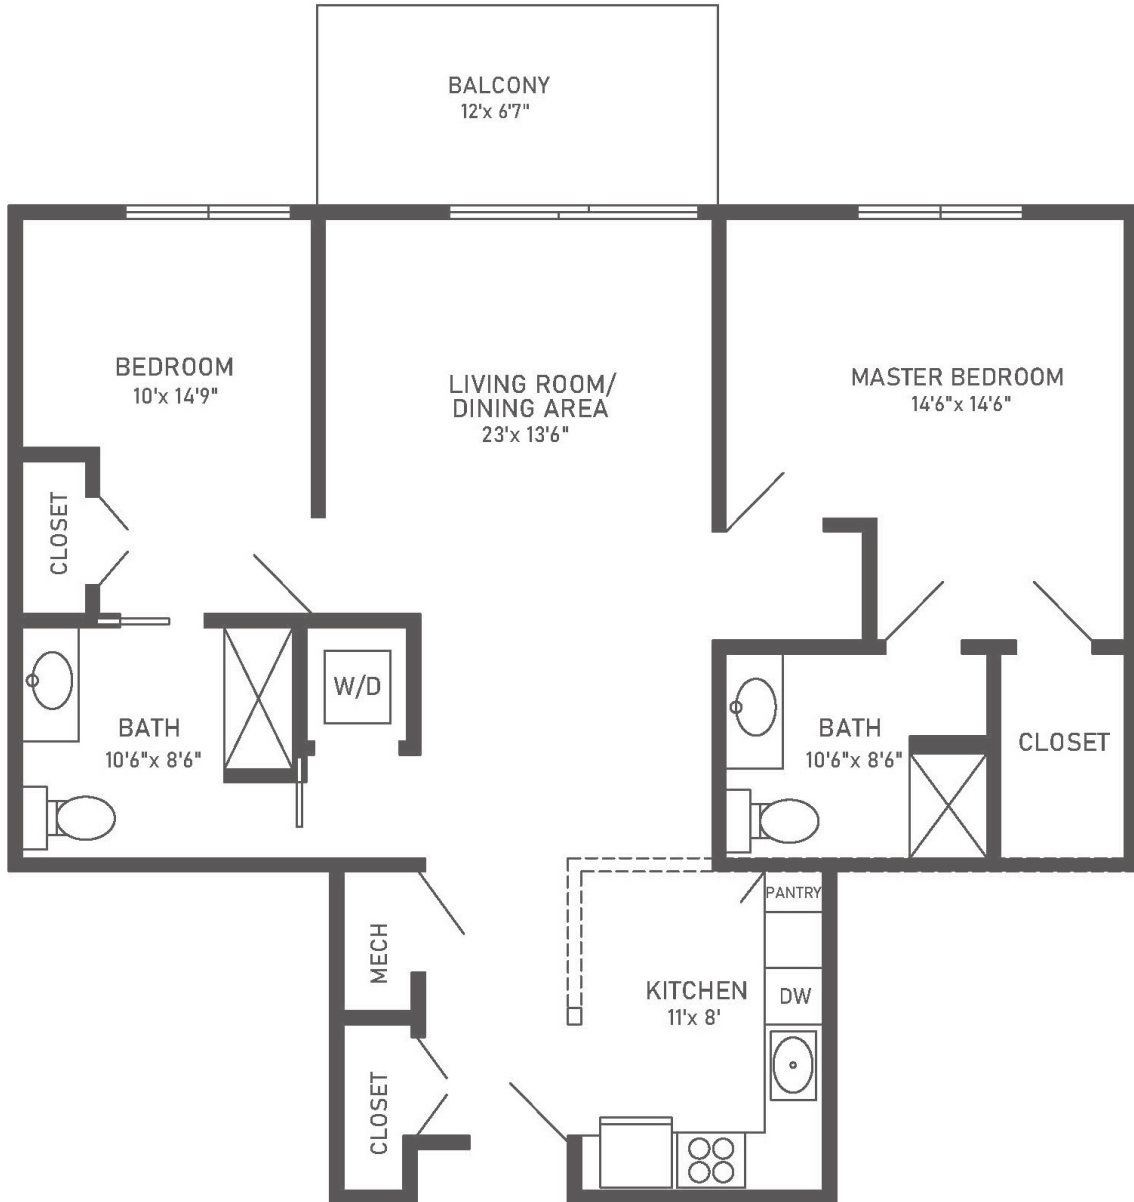 BALCONY
12'x 6'7"
BEDROOM
10'x 14'9"
LIVING ROOM/
DINING AREA
23'x 13'6"
MASTER BEDROOM
14'6"x 14'6"
CLOSET
W/D
BATH
10'6"x 8'6"
BATH
10'6"x 8'6"
CLOSET
PANTRY
MECH
KITCHEN
11'x 8'
DW
CLOSET